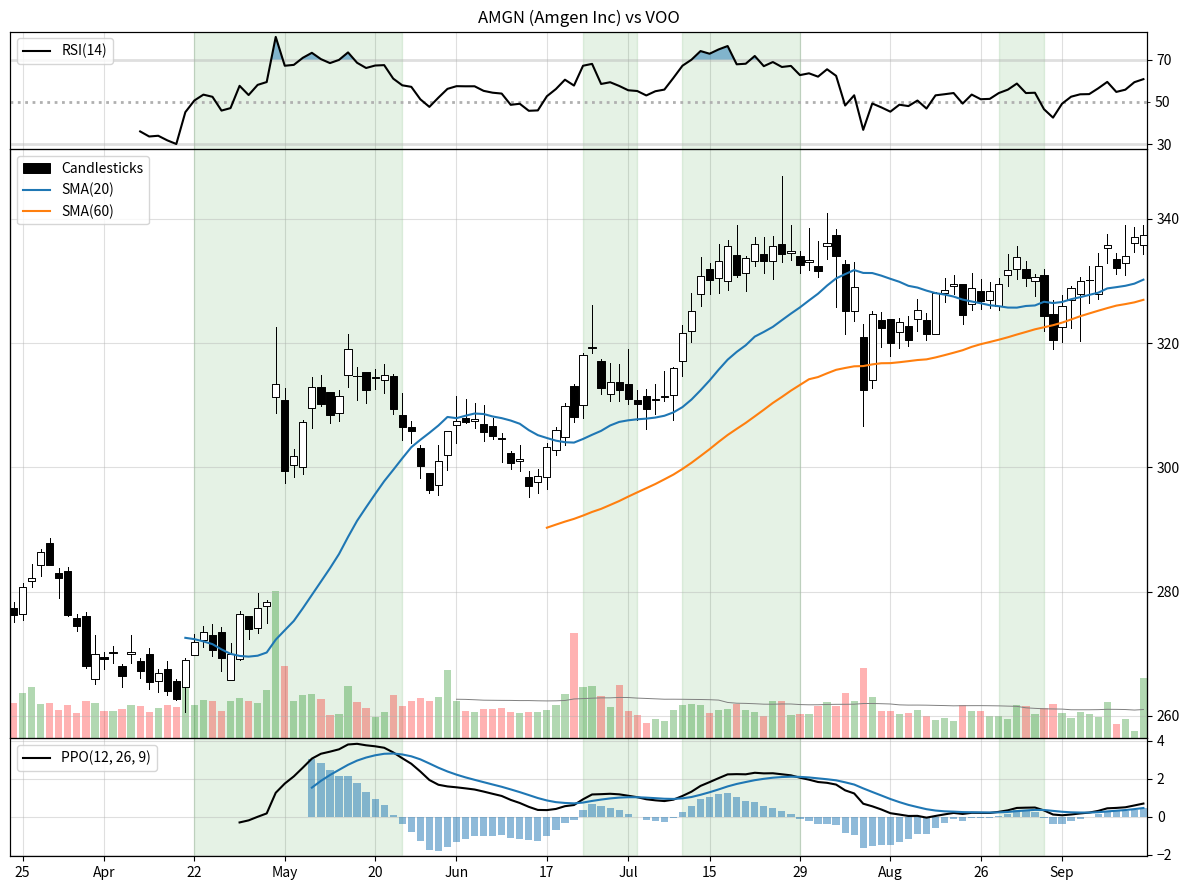 AMGN (Amgen Inc) vs VOO
RSI(14)
70
50
30
Candlesticks
SMA(20)
SMA(60)
340
320
300
280
260
PPO(12, 26, 9)
4
2
0
−2
25 Apr 22 May 20 Jun 17 Jul 15 29 Aug 26 Sep